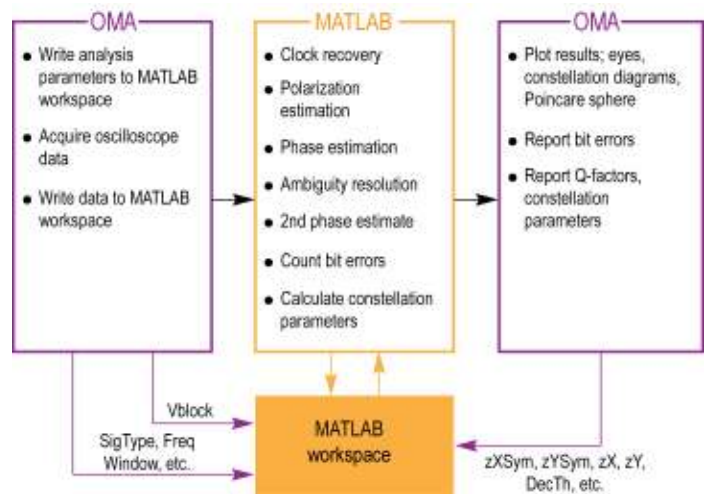 OMA
• Write analysis
parameters to MATLAB
workspace
• Acquire oscilloscope
data
• Write data to MATLAB
workspace
MATLAB
• Clock recovery
• Polarization
estimation
• Phase estimation
• Ambiguity resolution
• 2nd phase estimate
• Count bit errors
• Calculate constellation
parameters
OMA
• Plot results; eyes,
constellation diagrams,
Poincare sphere
• Report bit errors
• Report Q-factors,
constellation
parameters
Vblock
SigType, Freq
Window, etc.
MATLAB
workspace
zXSym, zYSym, zX, zY,
DecTh, etc.